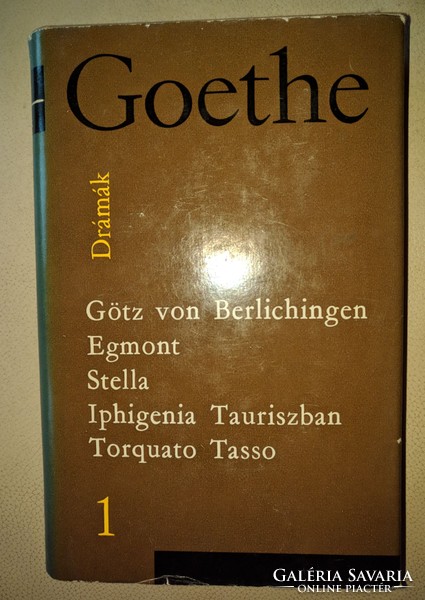 Goethe
Drámák
Götz von Berlichingen
Egmont
Stella
Iphigenia Tauriszban
Torquato Tasso
1
GALÉRIA SAVARIA
ONLINE PIACTÉR